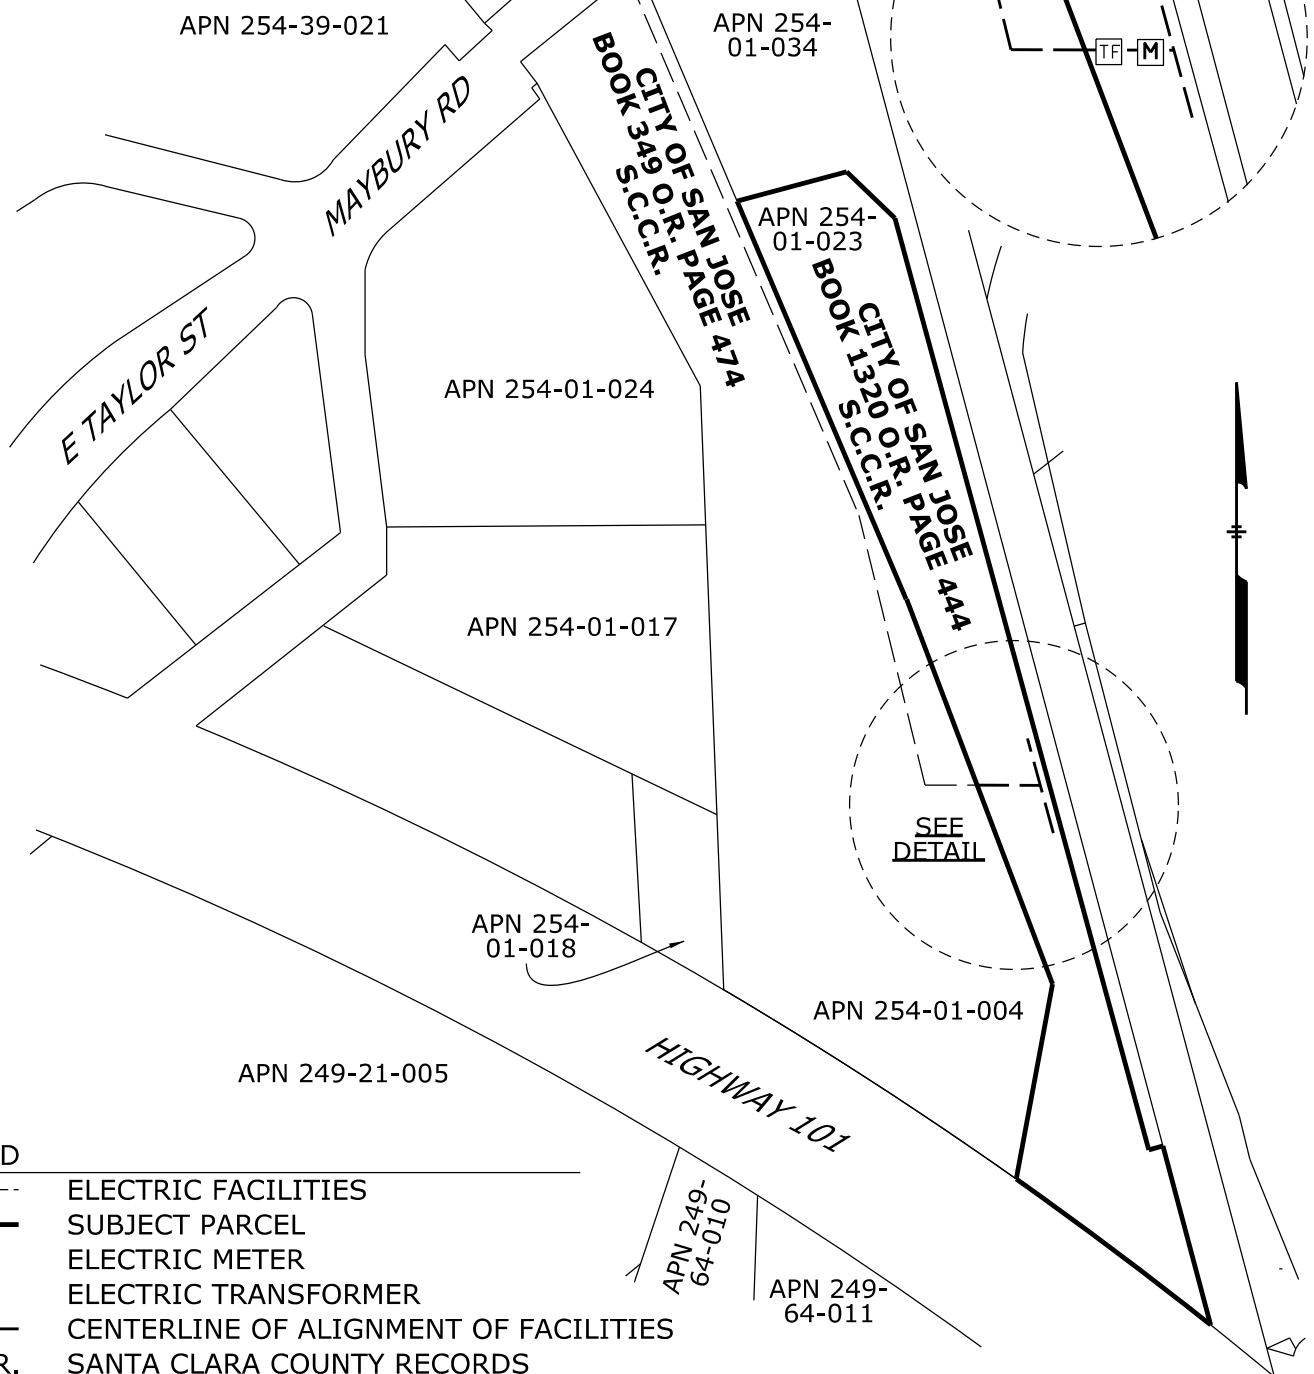 APN 254-39-021
APN 254-
01-034
TF
M
MAYBURY RD
CITY OF SAN JOSE
BOOK 349 O.R. PAGE 474
S.C.C.R.
APN 254-
01-023
CITY OF SAN JOSE
BOOK 1320 O.R. PAGE 444
S.C.C.R.
E TAYLOR ST
APN 254-01-024
APN 254-01-017
SEE
DETAIL
APN 254-
01-018
APN 254-01-004
APN 249-21-005
HIGHWAY 101
APN 249-
64-010
APN 249-
64-011
D
ELECTRIC FACILITIES
SUBJECT PARCEL
ELECTRIC METER
ELECTRIC TRANSFORMER
CENTERLINE OF ALIGNMENT OF FACILITIES
R. SANTA CLARA COUNTY RECORDS